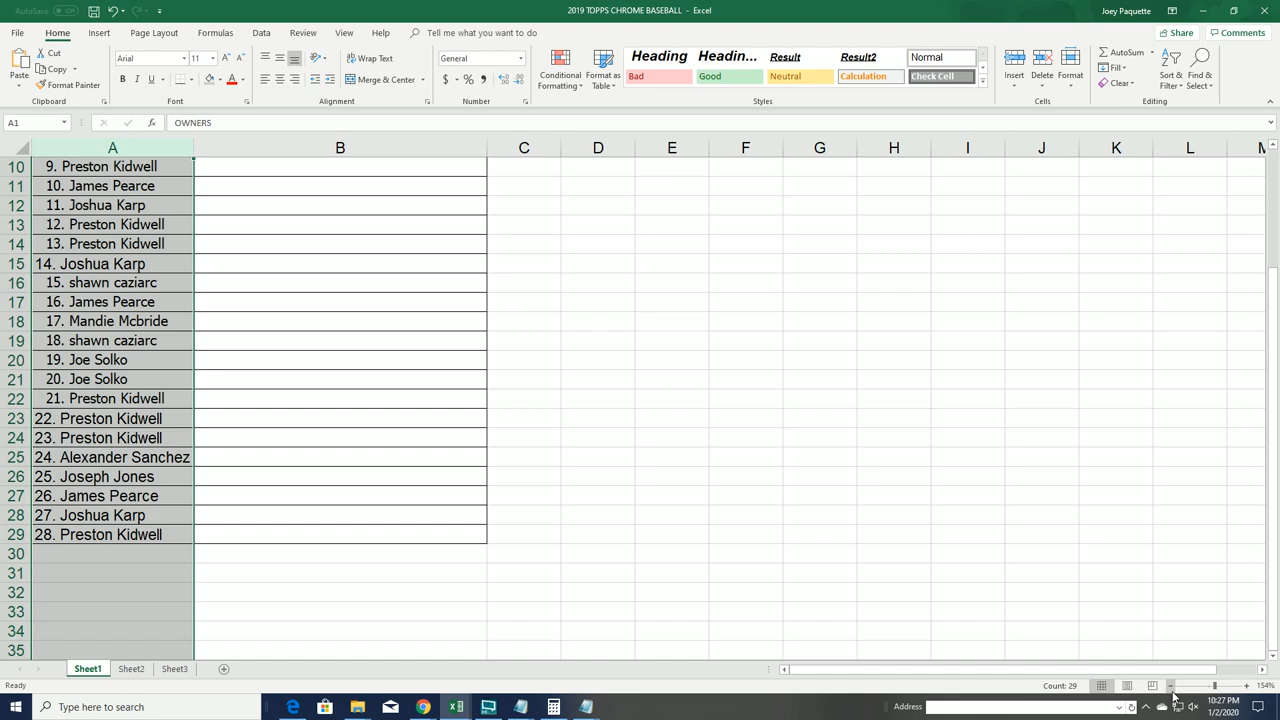 AutoSave Off 2019 TOPPS CHROME BASEBALL - Excel Joey Paquette
File Home Insert Page Layout Formulas Data Review View Help Tell me what you want to do Share Comments
Paste Cut Copy Format Painter
Clipboard
Arial 11
B I U A
Font
Wrap Text
Merge & Center
Alignment
General
$ % ,
Number
Conditional Formatting Format as Table
Heading Headin... Result Result2 Normal
Bad Good Neutral Calculation Check Cell
Styles
Insert Delete Format
Cells
AutoSum
Fill
Clear
Sort & Filter Find & Select
Editing
A1 fx OWNERS
A B C D E F G H I J K L M
10 9. Preston Kidwell
11 10. James Pearce
12 11. Joshua Karp
13 12. Preston Kidwell
14 13. Preston Kidwell
15 14. Joshua Karp
16 15. shawn caziarc
17 16. James Pearce
18 17. Mandie Mcbride
19 18. shawn caziarc
20 19. Joe Solko
21 20. Joe Solko
22 21. Preston Kidwell
23 22. Preston Kidwell
24 23. Preston Kidwell
25 24. Alexander Sanchez
26 25. Joseph Jones
27 26. James Pearce
28 27. Joshua Karp
29 28. Preston Kidwell
30
31
32
33
34
35
Sheet1 Sheet2 Sheet3
Ready Count: 29 154%
Type here to search Address 10:27 PM
1/2/2020